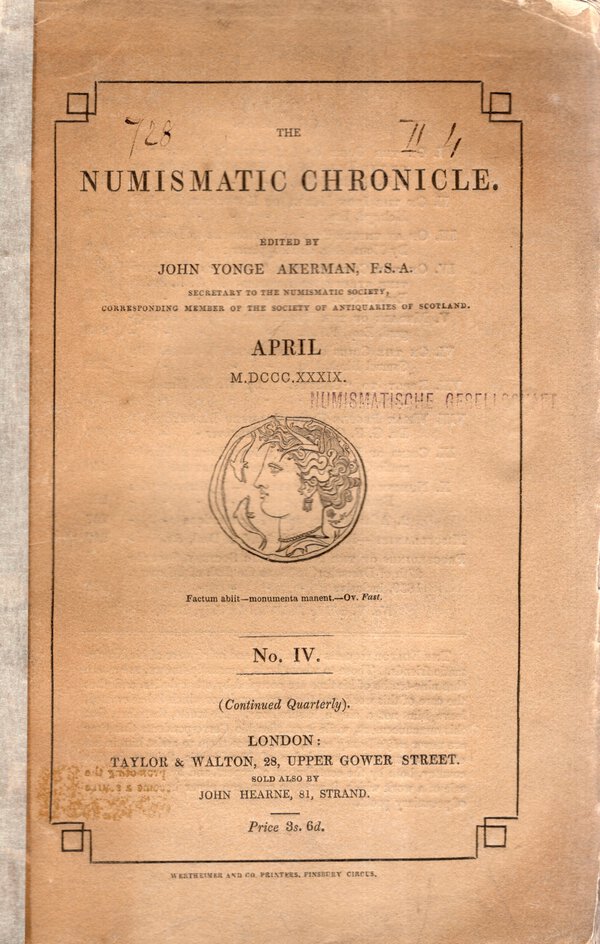 728
II 4
THE
NUMISMATIC CHRONICLE.
EDITED BY
JOHN YONGE AKERMAN, F.S.A.
SECRETARY TO THE NUMISMATIC SOCIETY,
CORRESPONDING MEMBER OF THE SOCIETY OF ANTIQUARIES OF SCOTLAND.
APRIL
M.DCCC.XXXIX.
NUMISMATISCHE GESELLSCHAFT
Factum abiit—monumenta manent.—Ov. Fast.
No. IV.
(Continued Quarterly).
LONDON:
TAYLOR & WALTON, 28, UPPER GOWER STREET.
SOLD ALSO BY
JOHN HEARNE, 81, STRAND.
Price 3s. 6d.
WERTHEIMER AND CO. PRINTERS, FINSBURY CIRCUS.